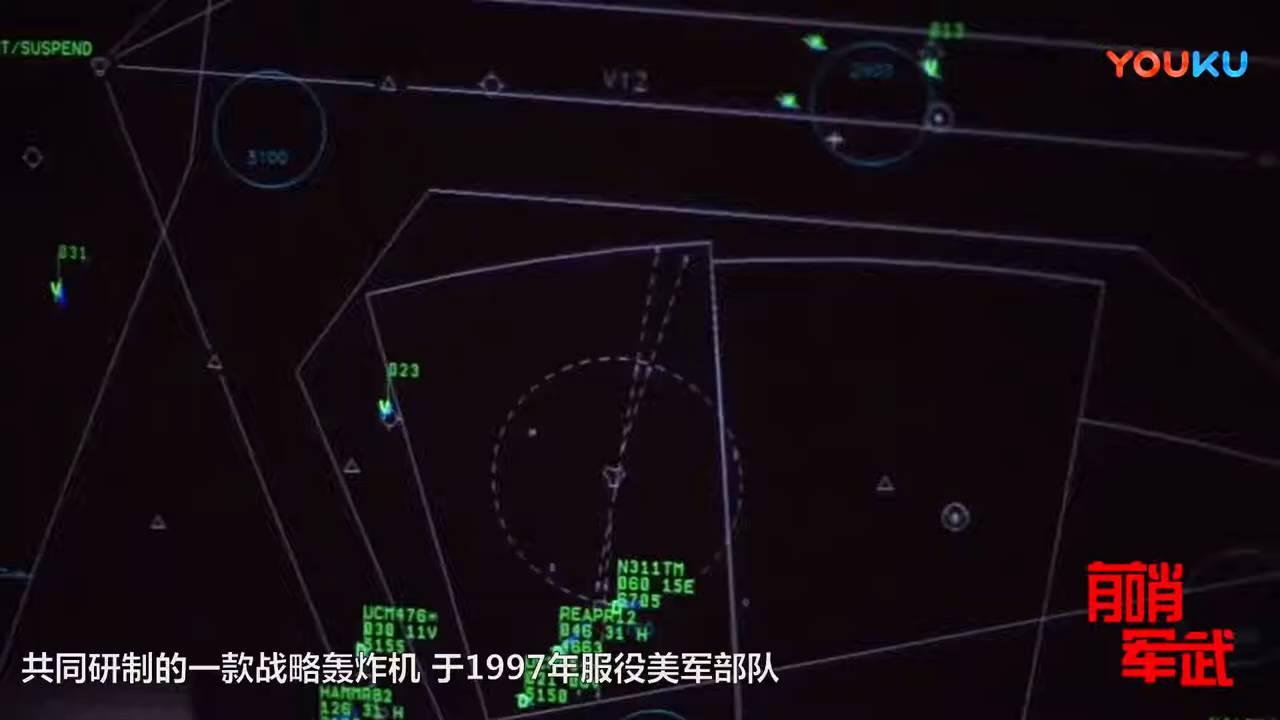 T/SUSPEND
013
YOUKU
V12
3100
031
023
N311TM
060 15E
6705
UCM476
030 11V
5155
REAPR12
046 31 H
前哨
军武
共同研制的一款战略轰炸机 于1997年服役美军部队
5150
126 31 H